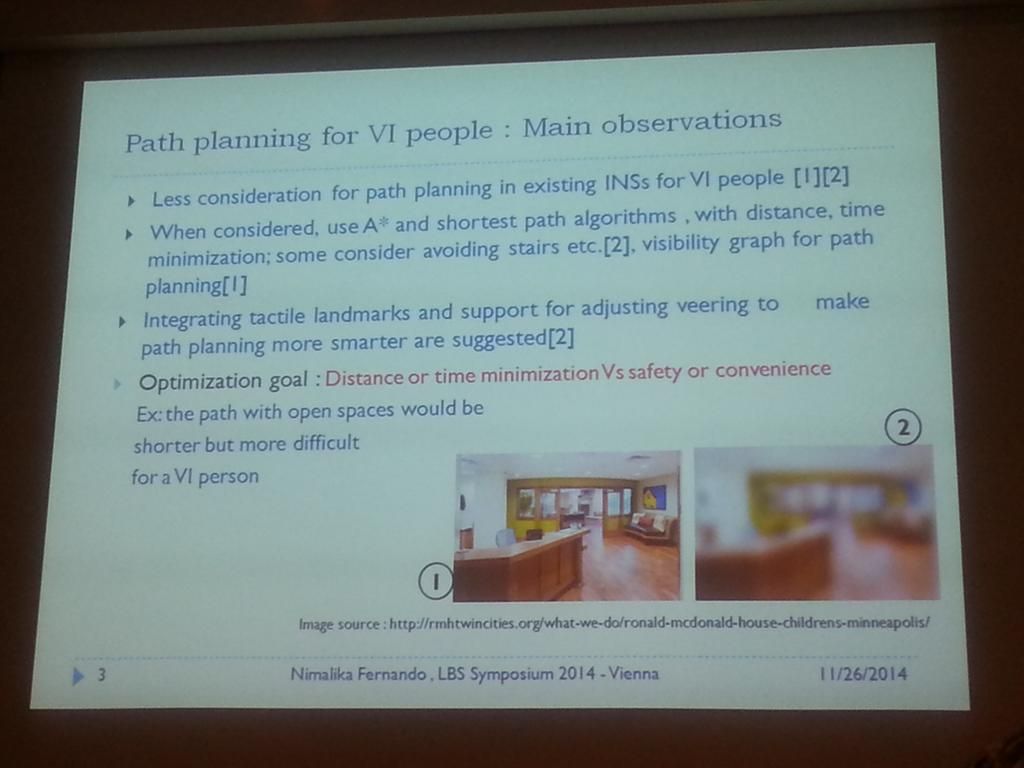 Path planning for VI people : Main observations
Less consideration for path planning in existing INSs for VI people [1][2]
When considered, use A* and shortest path algorithms , with distance, time
minimization; some consider avoiding stairs etc.[2], visibility graph for path
planning[1]
Integrating tactile landmarks and support for adjusting veering to make
path planning more smarter are suggested[2]
Optimization goal : Distance or time minimization Vs safety or convenience
Ex: the path with open spaces would be
shorter but more difficult
for a VI person
2
1
Image source : http://rmhtwincities.org/what-we-do/ronald-mcdonald-house-childrens-minneapolis/
3 Nimalika Fernando , LBS Symposium 2014 - Vienna 11/26/2014